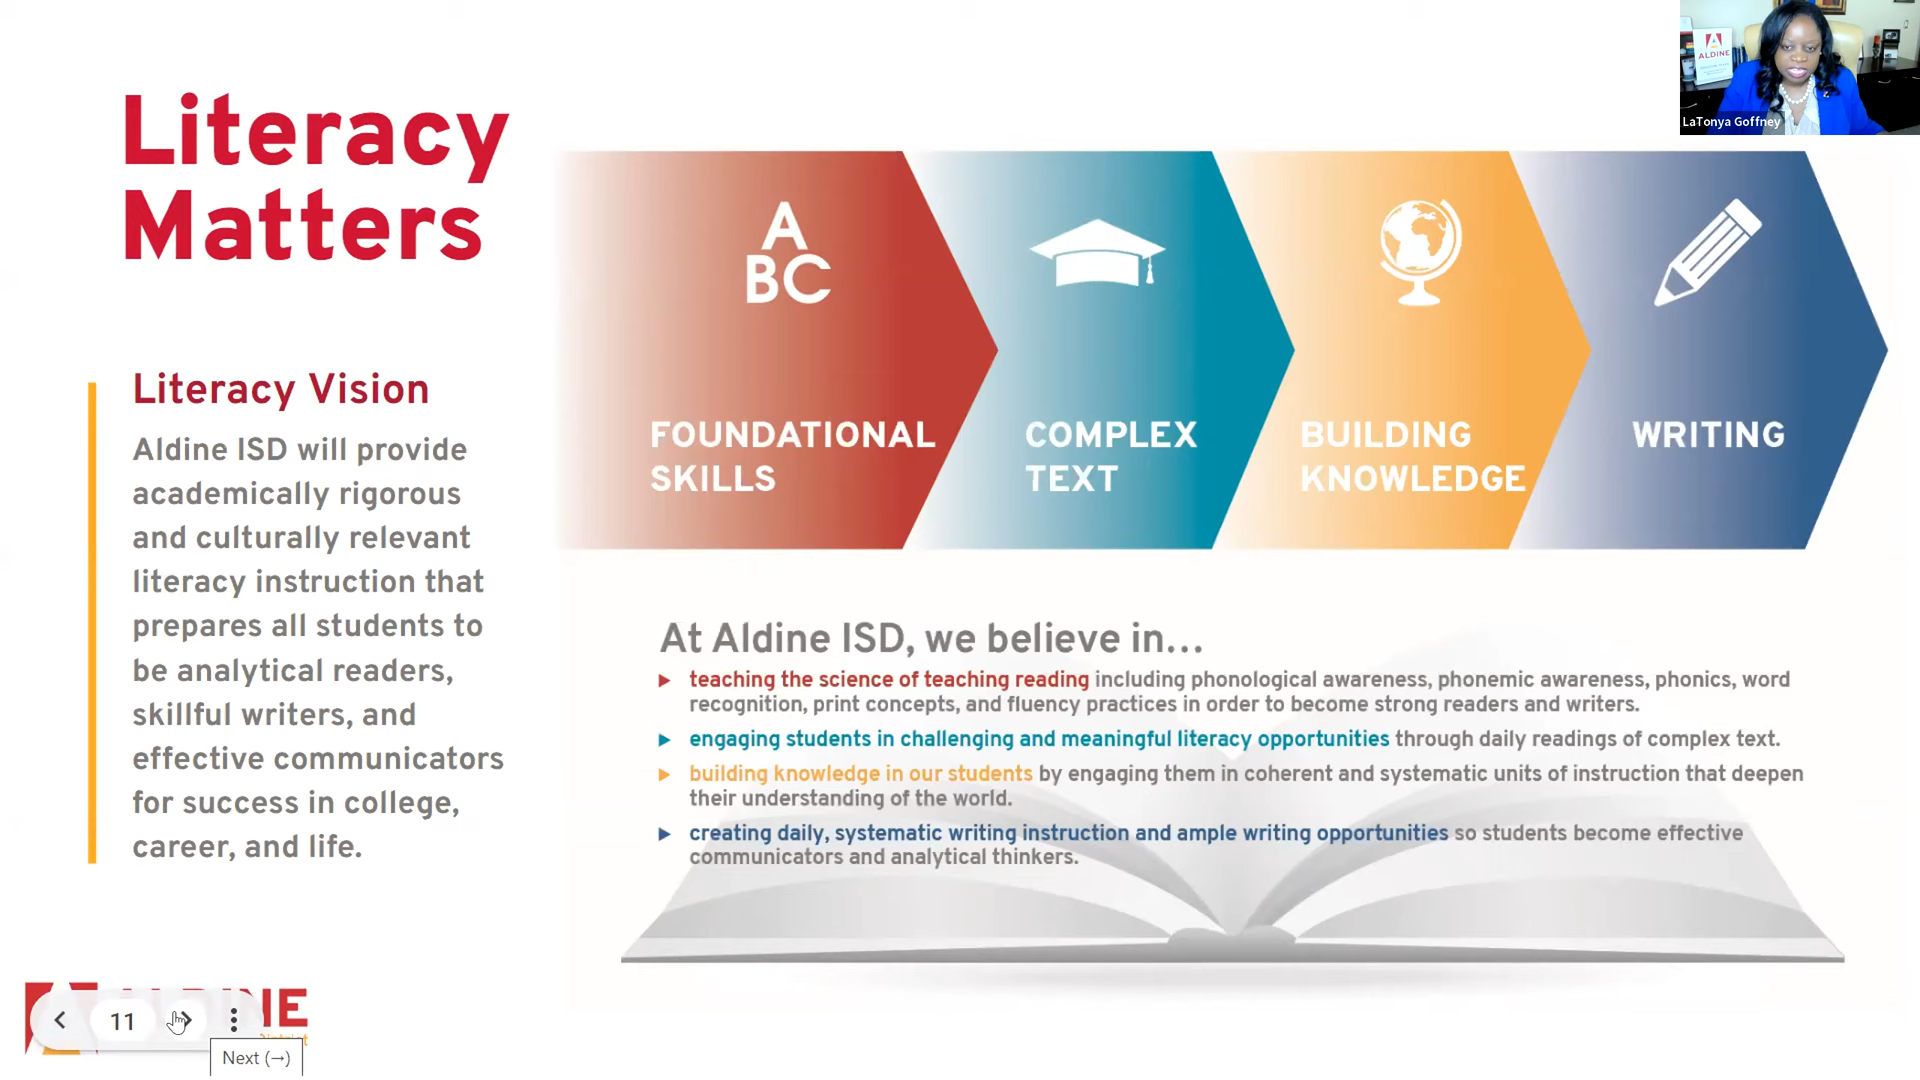 Literacy
Matters
Literacy Vision
Aldine ISD will provide
academically rigorous
and culturally relevant
literacy instruction that
prepares all students to
be analytical readers,
skillful writers, and
effective communicators
for success in college,
career, and life.
A
BC
FOUNDATIONAL
SKILLS
COMPLEX
TEXT
BUILDING
KNOWLEDGE
WRITING
At Aldine ISD, we believe in...
teaching the science of teaching reading including phonological awareness, phonemic awareness, phonics, word
recognition, print concepts, and fluency practices in order to become strong readers and writers.
engaging students in challenging and meaningful literacy opportunities through daily readings of complex text.
building knowledge in our students by engaging them in coherent and systematic units of instruction that deepen
their understanding of the world.
creating daily, systematic writing instruction and ample writing opportunities so students become effective
communicators and analytical thinkers.
ALDINE
LaTonya Goffney
ALDINE
11
Next (→)